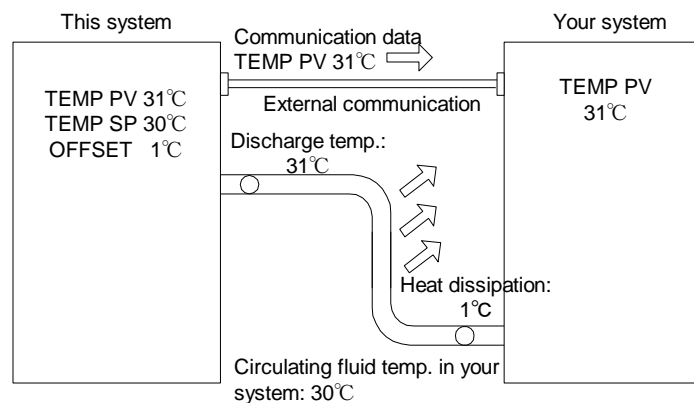 This system
Your system
Communication data
TEMP PV 31℃
External communication
TEMP PV 31℃
TEMP SP 30℃
OFFSET 1℃
TEMP PV
31℃
Discharge temp.:
31℃
Heat dissipation:
1℃
Circulating fluid temp. in your
system: 30℃